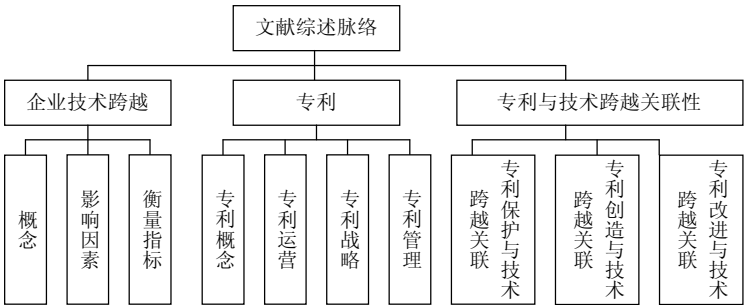 文献综述脉络
企业技术跨越
专利
专利与技术跨越关联性
概念
影响因素
衡量指标
专利概念
专利运营
专利战略
专利管理
专利保护与技术
跨越关联
专利创造与技术
跨越关联
专利改进与技术
跨越关联